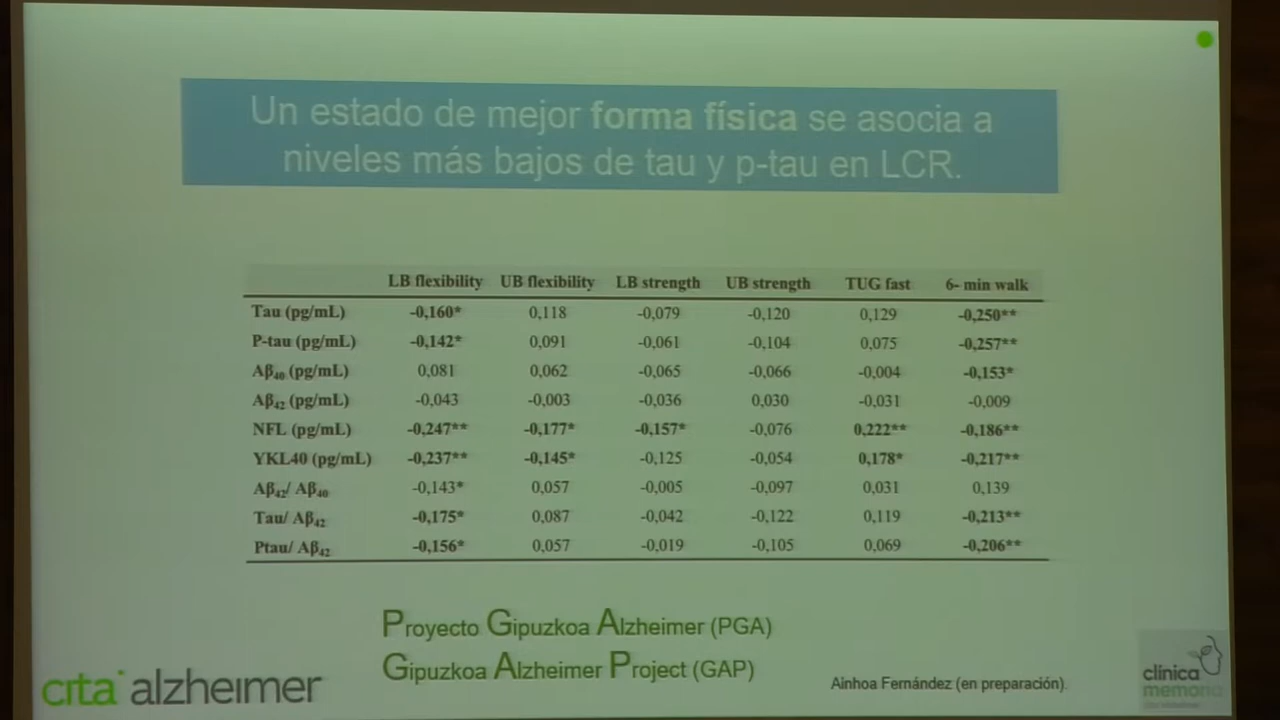 Un estado de mejor forma física se asocia a
niveles más bajos de tau y p-tau en LCR.
LB flexibility UB flexibility LB strength UB strength TUG fast 6- min walk
Tau (pg/mL) -0,160* 0,118 -0,079 -0,120 0,129 -0,250**
P-tau (pg/mL) -0,142* 0,091 -0,061 -0,104 0,075 -0,257**
Aβ₄₀ (pg/mL) 0,081 0,062 -0,065 -0,066 -0,004 -0,153*
Aβ₄₂ (pg/mL) -0,043 -0,003 -0,036 0,030 -0,031 -0,009
NFL (pg/mL) -0,247** -0,177* -0,157* -0,076 0,222** -0,186**
YKL40 (pg/mL) -0,237** -0,145* -0,125 -0,054 0,178* -0,217**
Aβ₄₂/ Aβ₄₀ -0,143* 0,057 -0,005 -0,097 0,031 0,139
Tau/ Aβ₄₂ -0,175* 0,087 -0,042 -0,122 0,119 -0,213**
Ptau/ Aβ₄₂ -0,156* 0,057 -0,019 -0,105 0,069 -0,206**
Proyecto Gipuzkoa Alzheimer (PGA)
Gipuzkoa Alzheimer Project (GAP)
cita alzheimer
Ainhoa Fernández (en preparación).
clínica
memoria